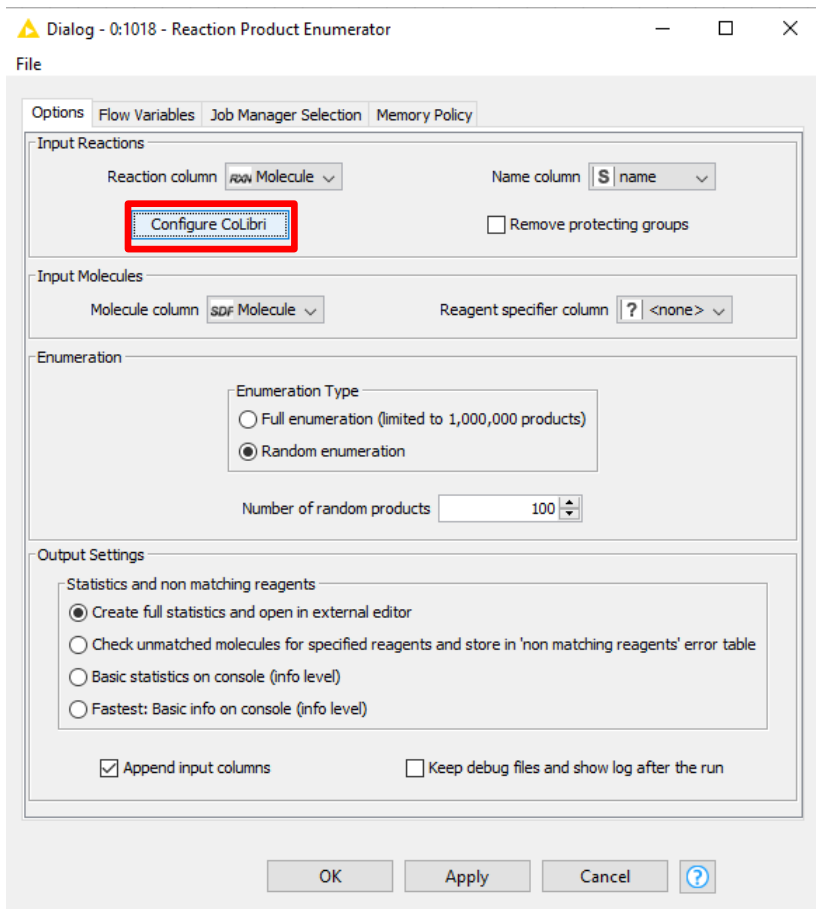 Dialog - 0:1018 - Reaction Product Enumerator
File
Options Flow Variables Job Manager Selection Memory Policy
Input Reactions
Reaction column RXN Molecule Name column S name
Configure CoLibri Remove protecting groups
Input Molecules
Molecule column SDF Molecule Reagent specifier column ? <none>
Enumeration
Enumeration Type
Full enumeration (limited to 1,000,000 products)
Random enumeration
Number of random products 100
Output Settings
Statistics and non matching reagents
Create full statistics and open in external editor
Check unmatched molecules for specified reagents and store in 'non matching reagents' error table
Basic statistics on console (info level)
Fastest: Basic info on console (info level)
Append input columns Keep debug files and show log after the run
OK Apply Cancel ?